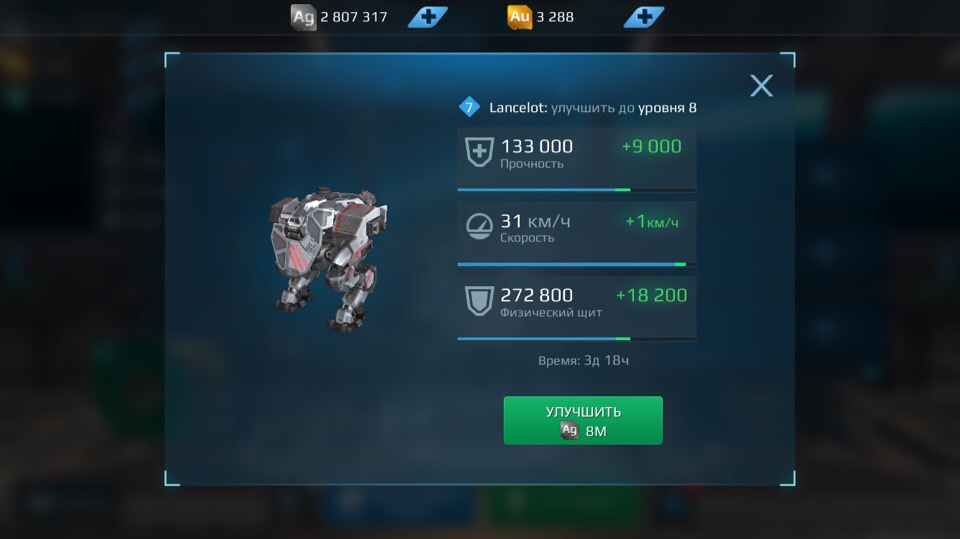 Ag 2 807 317
Au 3 288
7 Lancelot: улучшить до уровня 8
133 000 +9 000
Прочность
31 км/ч +1км/ч
Скорость
272 800 +18 200
Физический щит
Время: 3д 18ч
УЛУЧШИТЬ
Ag 8М